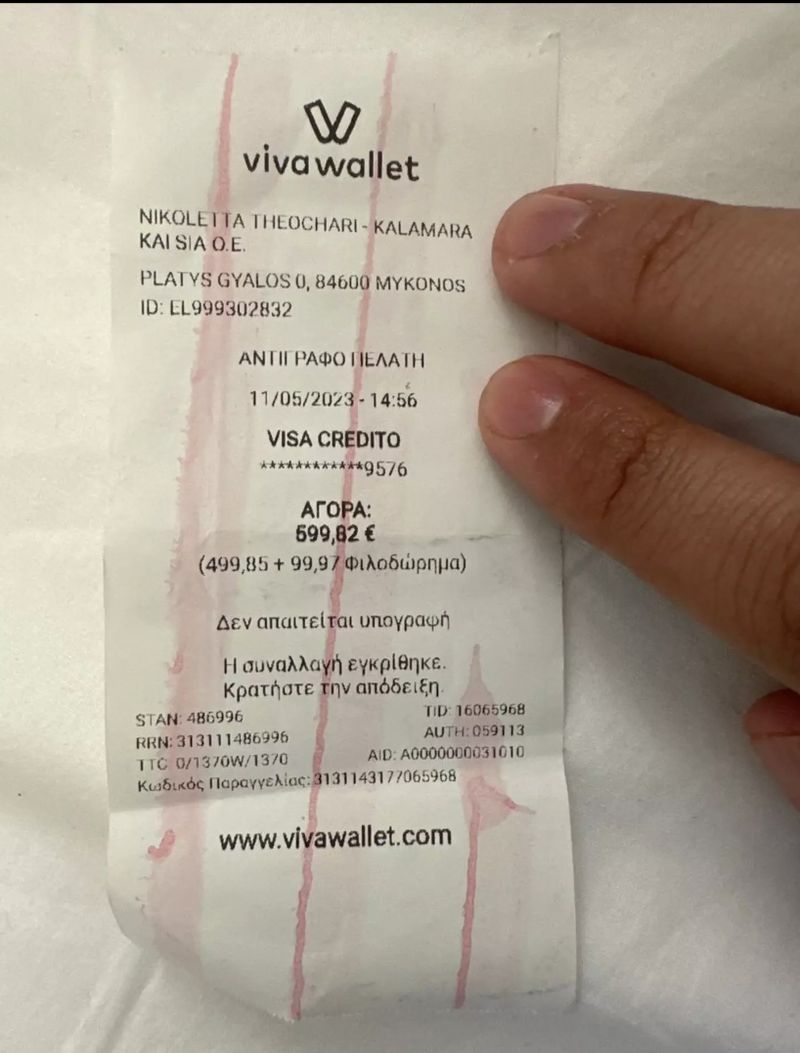 vivawallet
NIKOLETTA THEOCHARI - KALAMARA
KAI SIA O.E.
PLATYS GYALOS 0, 84600 MYKONOS
ID: EL999302832
ΑΝΤΙΓΡΑΦΟ ΠΕΛΑΤΗ
11/05/2023 - 14:56
VISA CREDITO
************9576
ΑΓΟΡΑ:
599,82 €
(499,85 + 99,97 Φιλοδώρημα)
Δεν απαιτείται υπογραφή
Η συναλλαγή εγκρίθηκε.
Κρατήστε την απόδειξη.
STAN: 486996 TID: 16065968
RRN: 313111486996 AUTH: 059113
TTC: 0/1370W/1370 AID: A0000000031010
Κωδικός Παραγγελίας: 3131143177065968
www.vivawallet.com